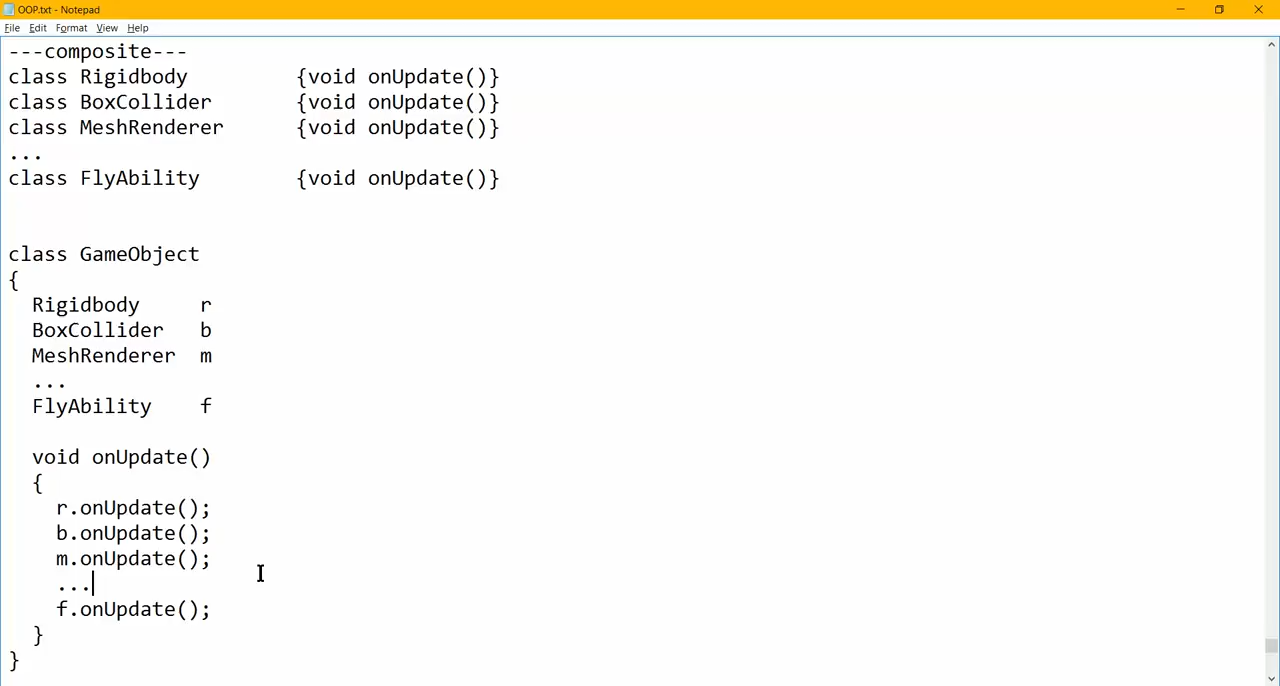 OOP.txt - Notepad
File Edit Format View Help
---composite---
class Rigidbody {void onUpdate()}
class BoxCollider {void onUpdate()}
class MeshRenderer {void onUpdate()}
...
class FlyAbility {void onUpdate()}
class GameObject
{
Rigidbody r
BoxCollider b
MeshRenderer m
...
FlyAbility f
void onUpdate()
{
r.onUpdate();
b.onUpdate();
m.onUpdate();
...
f.onUpdate();
}
}